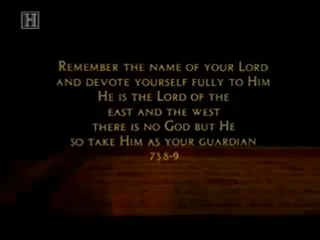 H
Remember the name of your Lord
and devote yourself fully to Him
He is the Lord of the
east and the west
there is no God but He
so take Him as your guardian
73:8-9